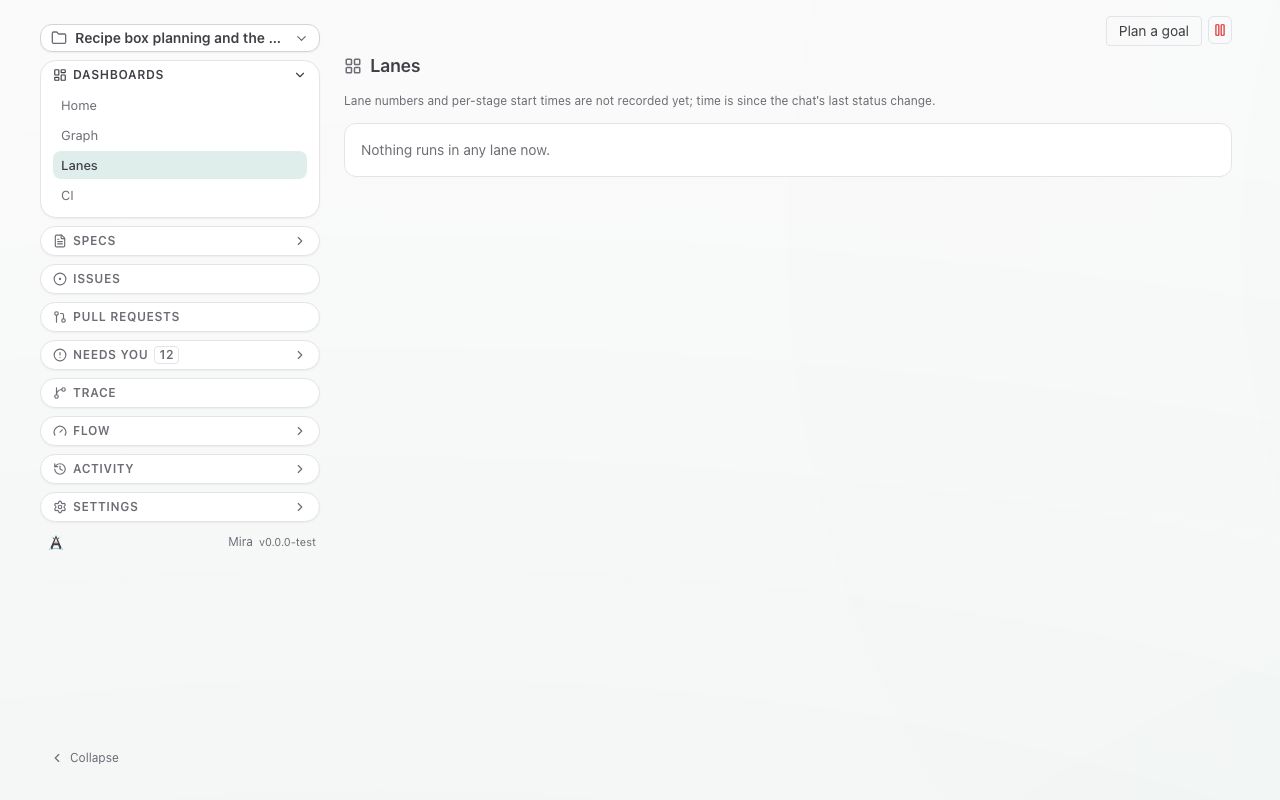 Recipe box planning and the ...
DASHBOARDS
Home
Graph
Lanes
CI
SPECS
ISSUES
PULL REQUESTS
NEEDS YOU 12
TRACE
FLOW
ACTIVITY
SETTINGS
Mira v0.0.0-test
Collapse
Plan a goal
Lanes
Lane numbers and per-stage start times are not recorded yet; time is since the chat's last status change.
Nothing runs in any lane now.